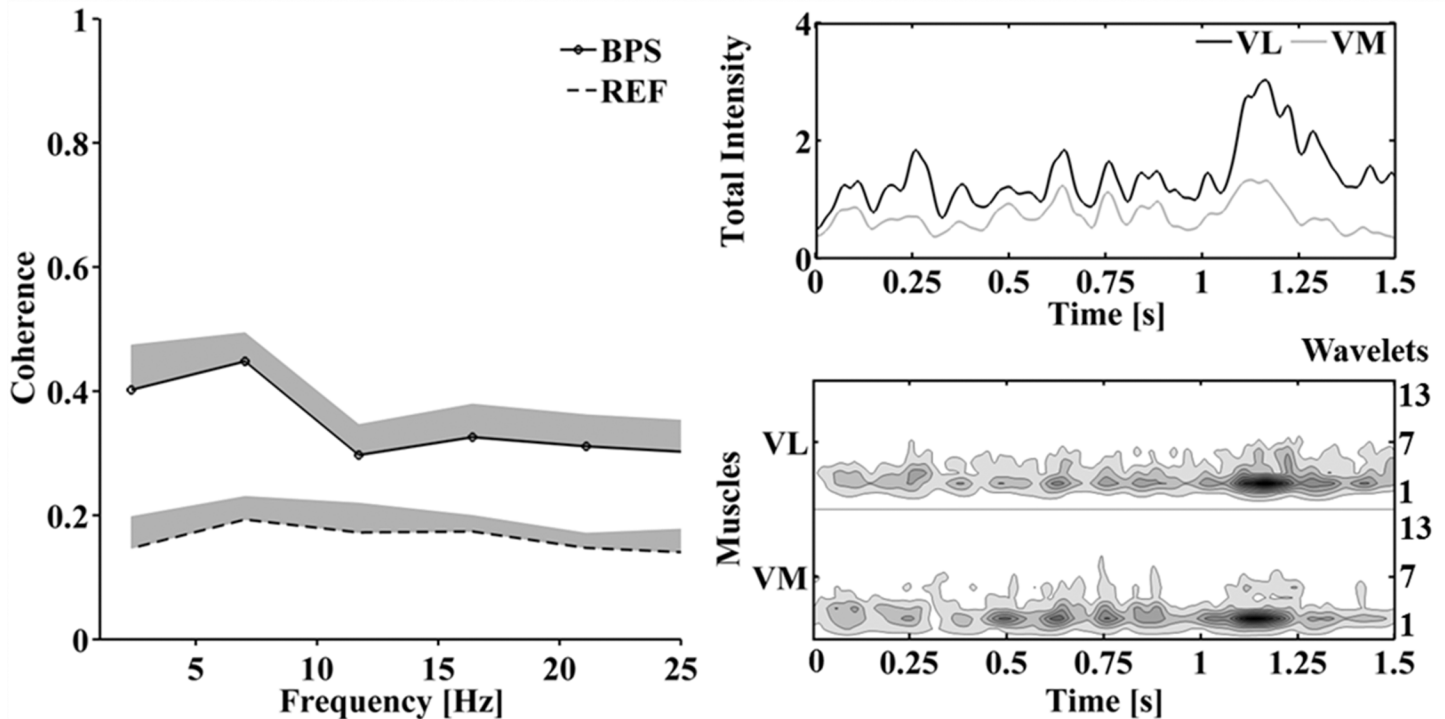 1
0.8
0.6
0.4
0.2
0
Coherence
BPS
REF
5 10 15 20 25
Frequency [Hz]
4
2
0
Total Intensity
VL VM
0 0.25 0.5 0.75 1 1.25 1.5
Time [s]
Wavelets
Muscles
VL
13
7
1
VM
13
7
1
0 0.25 0.5 0.75 1 1.25 1.5
Time [s]